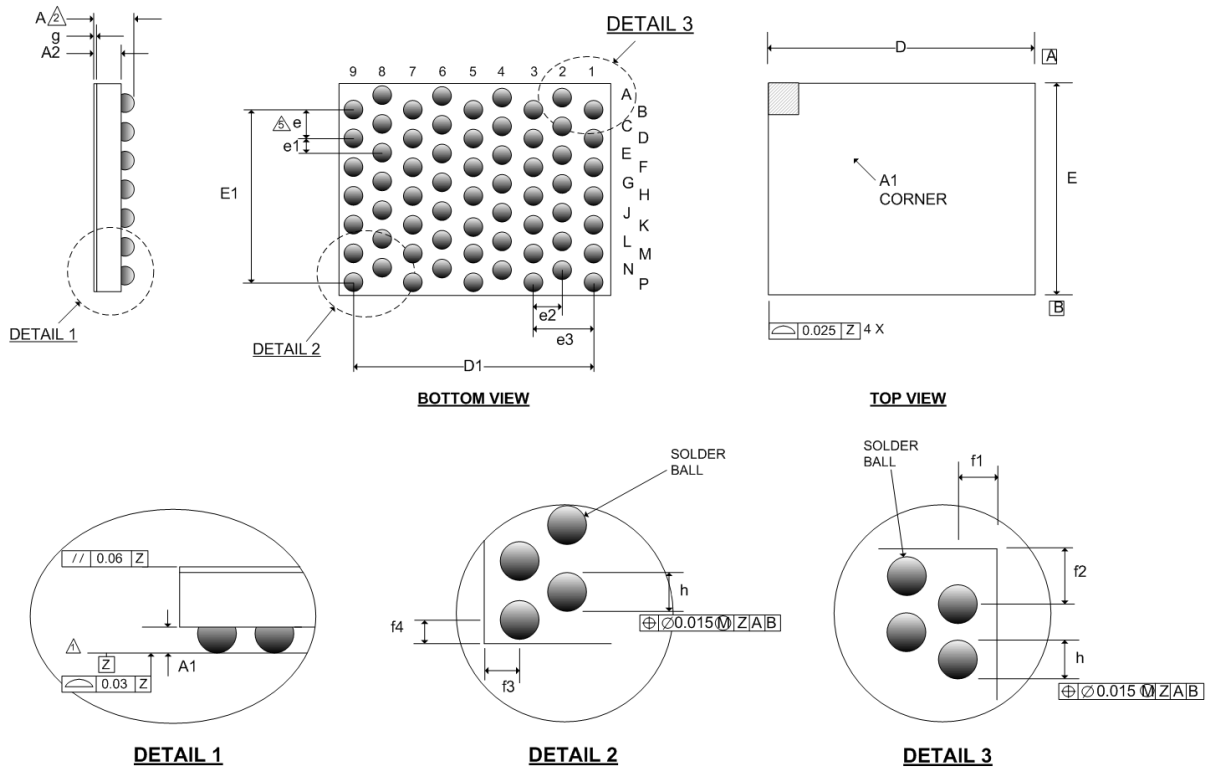 A 2
g
A2
DETAIL 1
DETAIL 3
9 8 7 6 5 4 3 2 1
A
B
C
D
E
F
G
H
J
K
L
M
N
P
5 e
e1
E1
e2
e3
D1
DETAIL 2
BOTTOM VIEW
D
A
A1
CORNER
E
B
0.025 Z 4 X
TOP VIEW
// 0.06 Z
1
Z
A1
0.03 Z
DETAIL 1
SOLDER
BALL
h
⌖ ∅0.015 Ⓜ Z A B
f4
f3
DETAIL 2
SOLDER
BALL
f1
f2
h
⌖ ∅0.015 Ⓜ Z A B
DETAIL 3